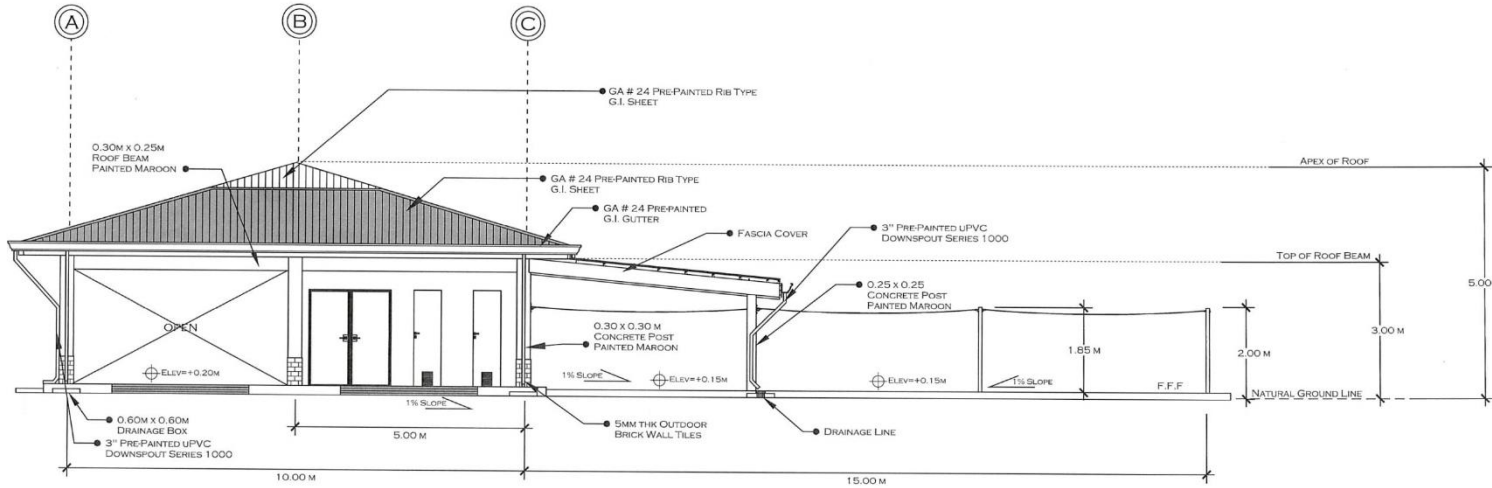 A
B
C
GA # 24 PRE-PAINTED RIB TYPE
G.I. SHEET
0.30M X 0.25M
ROOF BEAM
PAINTED MAROON
APEX OF ROOF
GA # 24 PRE-PAINTED RIB TYPE
G.I. SHEET
GA # 24 PRE-PAINTED
G.I. GUTTER
FASCIA COVER
3" PRE-PAINTED UPVC
DOWNSPOUT SERIES 1000
TOP OF ROOF BEAM
5.00
0.25 X 0.25
CONCRETE POST
PAINTED MAROON
OPEN
0.30 X 0.30 M
CONCRETE POST
PAINTED MAROON
3.00 M
1.85 M
2.00 M
ELEV=+0.20M
1% SLOPE
ELEV=+0.15M
ELEV=+0.15M
1% SLOPE
F.F.F
NATURAL GROUND LINE
1% SLOPE
0.60M X 0.60M
DRAINAGE BOX
3" PRE-PAINTED UPVC
DOWNSPOUT SERIES 1000
5.00 M
5MM THK OUTDOOR
BRICK WALL TILES
DRAINAGE LINE
10.00 M
15.00 M